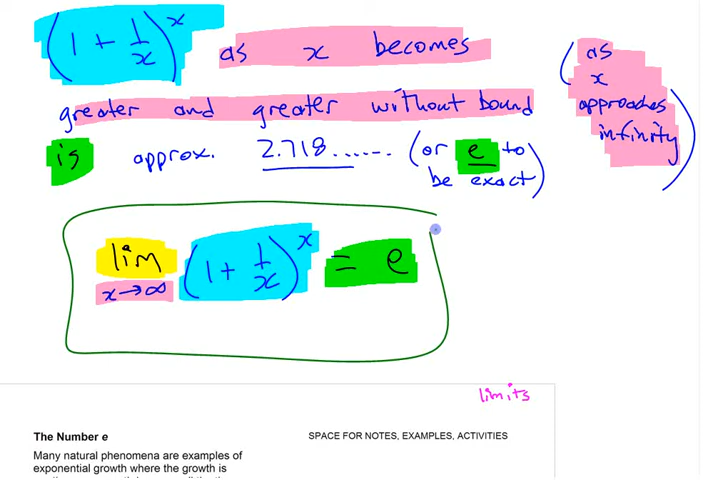 (1 + 1/x)^x as x becomes
greater and greater without bound
(as
x
approaches
infinity)
is approx. 2.718...... (or e to
be exact)
lim x→∞ (1 + 1/x)^x = e
limits
The Number e
SPACE FOR NOTES, EXAMPLES, ACTIVITIES
Many natural phenomena are examples of
exponential growth where the growth is